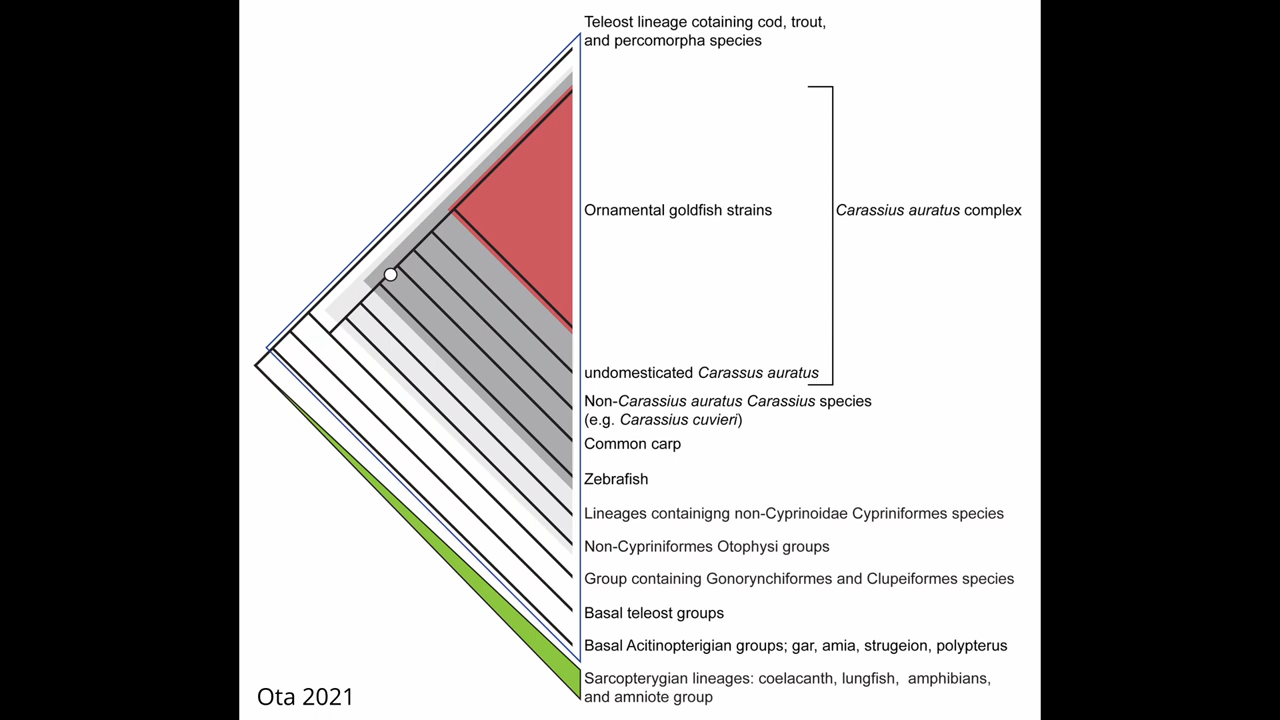 Teleost lineage cotaining cod, trout,
and percomorpha species
Ornamental goldfish strains
Carassius auratus complex
undomesticated Carassus auratus
Non-Carassius auratus Carassius species
(e.g. Carassius cuvieri)
Common carp
Zebrafish
Lineages containigng non-Cyprinoidae Cypriniformes species
Non-Cypriniformes Otophysi groups
Group containing Gonorynchiformes and Clupeiformes species
Basal teleost groups
Basal Acitinopterigian groups; gar, amia, strugeion, polypterus
Sarcopterygian lineages: coelacanth, lungfish, amphibians,
and amniote group
Ota 2021